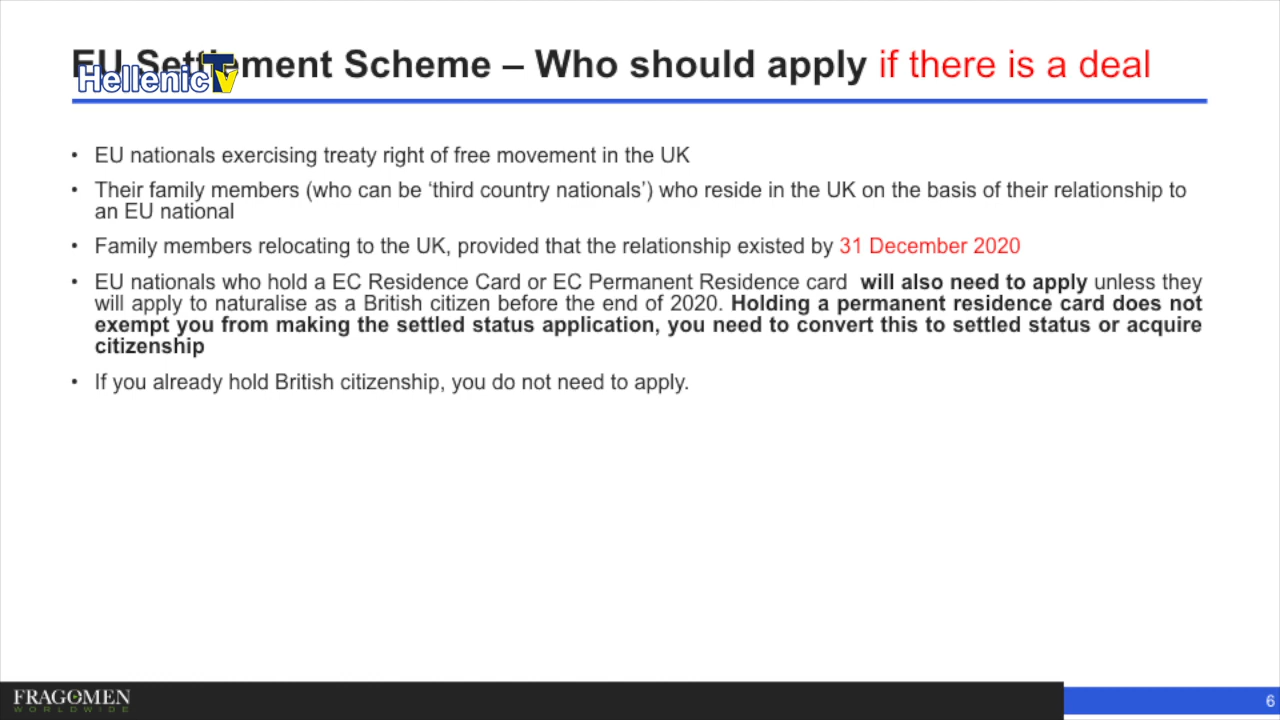 EU Settlement Scheme – Who should apply if there is a deal
HellenicTV
• EU nationals exercising treaty right of free movement in the UK
• Their family members (who can be ‘third country nationals’) who reside in the UK on the basis of their relationship to
an EU national
• Family members relocating to the UK, provided that the relationship existed by 31 December 2020
• EU nationals who hold a EC Residence Card or EC Permanent Residence card will also need to apply unless they
will apply to naturalise as a British citizen before the end of 2020. Holding a permanent residence card does not
exempt you from making the settled status application, you need to convert this to settled status or acquire
citizenship
• If you already hold British citizenship, you do not need to apply.
FRAGOMEN
WORLDWIDE
6